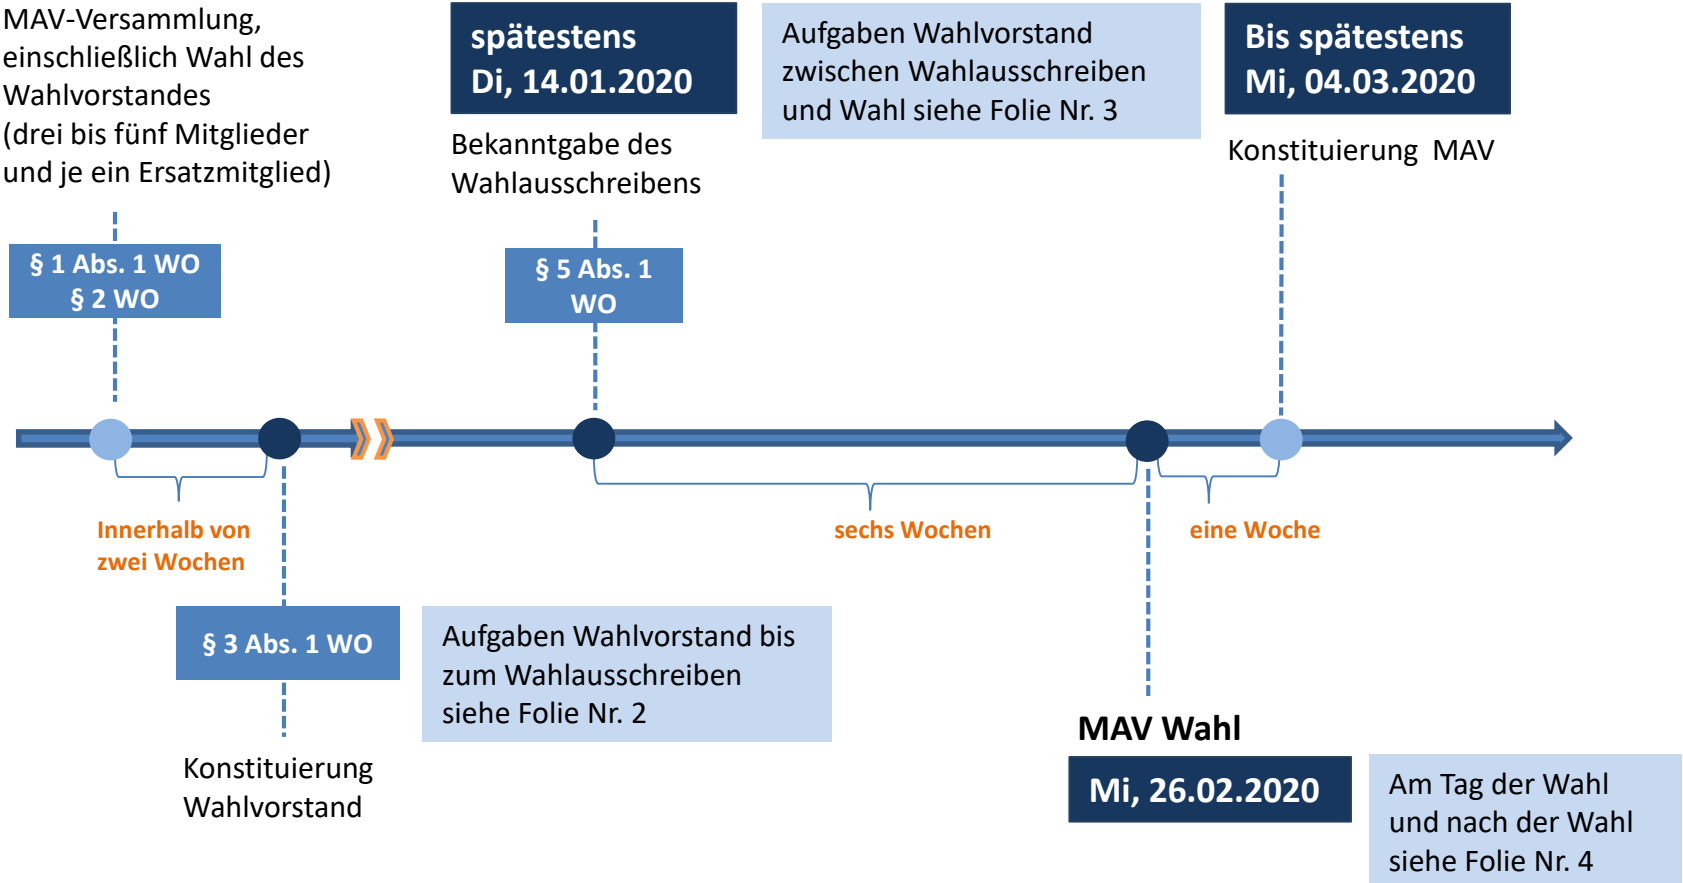 MAV-Versammlung,
einschließlich Wahl des
Wahlvorstandes
(drei bis fünf Mitglieder
und je ein Ersatzmitglied)
§ 1 Abs. 1 WO
§ 2 WO
spätestens
Di, 14.01.2020
Bekanntgabe des
Wahlausschreibens
§ 5 Abs. 1
WO
Aufgaben Wahlvorstand
zwischen Wahlausschreiben
und Wahl siehe Folie Nr. 3
Bis spätestens
Mi, 04.03.2020
Konstituierung MAV
Innerhalb von
zwei Wochen
sechs Wochen
eine Woche
§ 3 Abs. 1 WO
Konstituierung
Wahlvorstand
Aufgaben Wahlvorstand bis
zum Wahlausschreiben
siehe Folie Nr. 2
MAV Wahl
Mi, 26.02.2020
Am Tag der Wahl
und nach der Wahl
siehe Folie Nr. 4